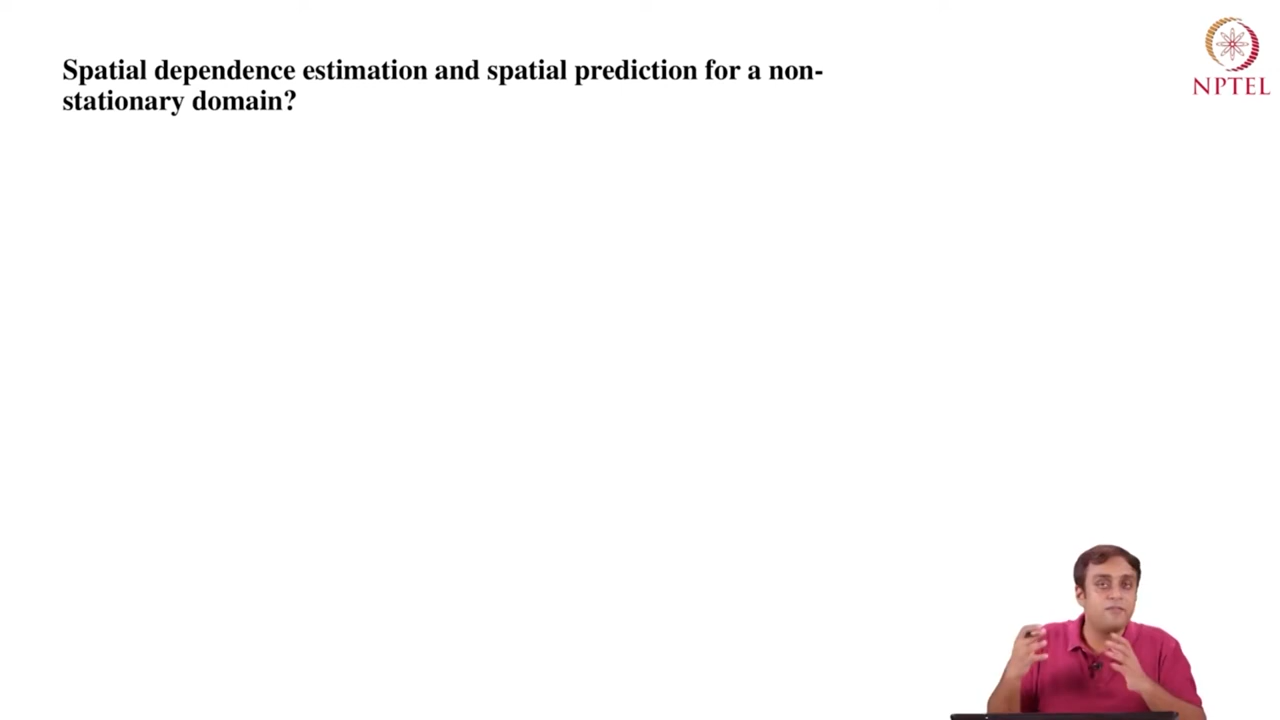 Spatial dependence estimation and spatial prediction for a non-
stationary domain?
NPTEL